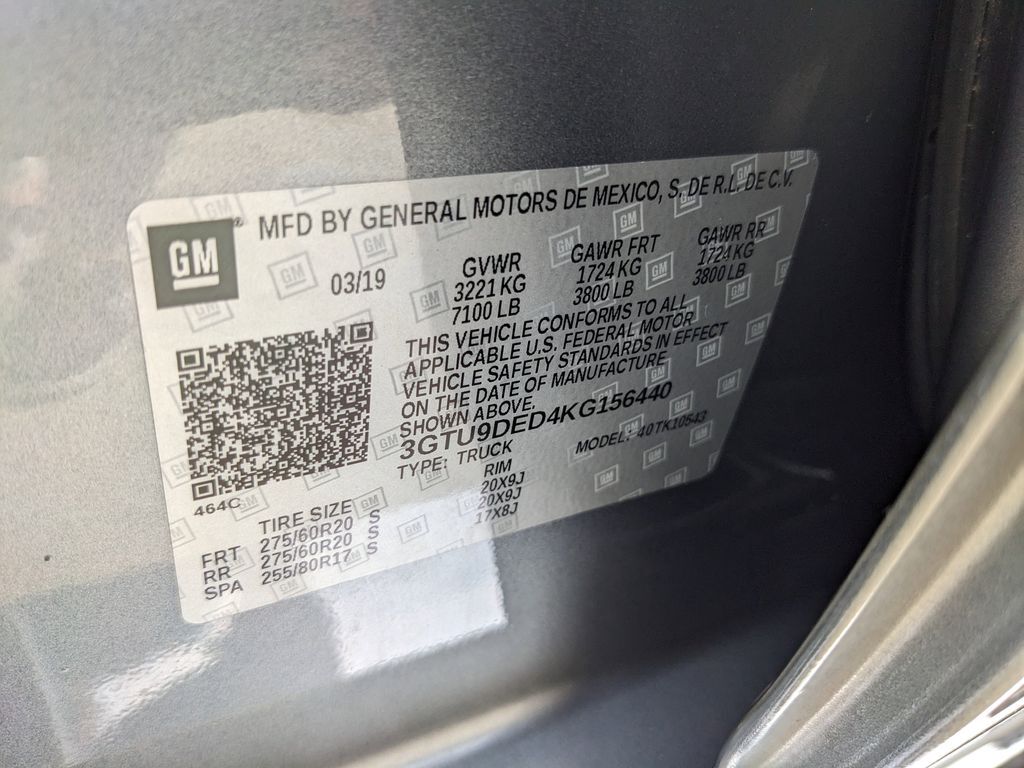 GM
MFD BY GENERAL MOTORS DE MEXICO, S. DE R.L. DE C.V.
03/19
GVWR
3221 KG
7100 LB
GAWR FRT
1724 KG
3800 LB
GAWR RR
1724 KG
3800 LB
THIS VEHICLE CONFORMS TO ALL
APPLICABLE U.S. FEDERAL MOTOR
VEHICLE SAFETY STANDARDS IN EFFECT
ON THE DATE OF MANUFACTURE
SHOWN ABOVE.
3GTU9DED4KG156440
TYPE: TRUCK
MODEL: 40TK10543
464C
TIRE SIZE RIM
FRT 275/60R20 S 20X9J
RR 275/60R20 S 20X9J
SPA 255/80R17 S 17X8J